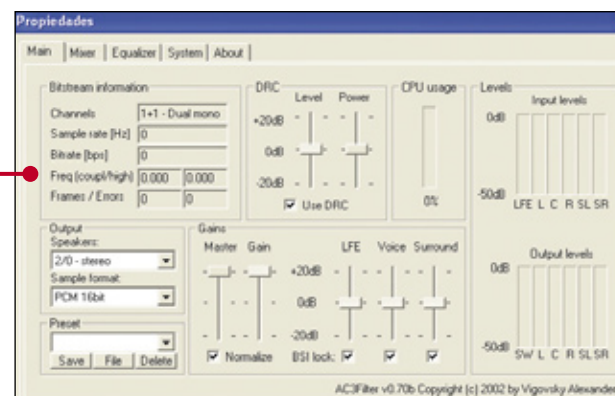 Propiedades
Main Mixer Equalizer System About
Bitstream information
Channels 1+1 - Dual mono
Sample rate [Hz] 0
Bitrate [bps] 0
Freq (coupl/high) 0.000 0.000
Frames / Errors 0 0
DRC
Level Power
+20dB
0dB
-20dB
Use DRC
CPU usage
0%
Levels
Input levels
0dB
-50dB
LFE L C R SL SR
Output
Speakers:
2/0 - stereo
Sample format:
PCM 16bit
Preset
Save File Delete
Gains
Master Gain LFE Voice Surround
+20dB
0dB
-20dB
Normalize BSI lock:
Output levels
0dB
-50dB
SW L C R SL SR
AC3Filter v0.70b Copyright (c) 2002 by Vigovsky Alexander